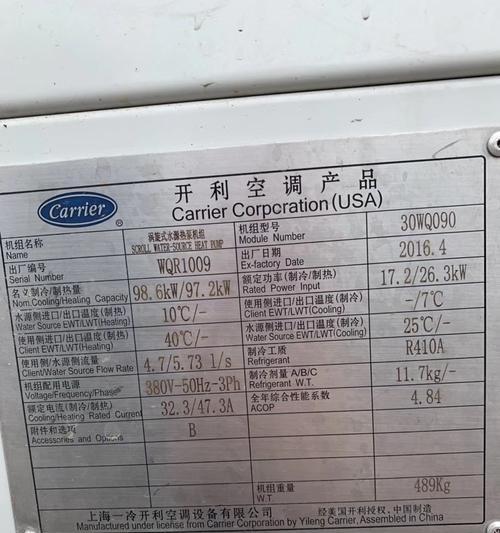 Carrier
®
开利空调产品
Carrier Corpcration(USA)
机组名称
Name
涡旋式水源热泵机组
SCROLL WATER-SOURCE HEAT PUMP
机组型号
Module Number
30WQ090
出厂编号
Serial Number
WQR1009
出厂日期
Ex-factory Date
2016.4
名义制冷/制热量
Nom.Cooling/Heating Capacity
98.6kW/97.2kW
额定功率(制冷/制热)
Rated Power Input
17.2/26.3kW
水源侧进口/出口温度(制热)
Water Source EWT/LWT(Heating)
10℃/-
使用侧进口/出口温度(制冷)
Client EWT/LWT(Cooling)
-/7℃
使用侧进口/出口温度(制热)
Client EWT/LWT(Heating)
40℃/-
水源侧进口/出口温度(制冷)
Water Source EWT/LWT(Cooling)
25℃/-
使用侧/水源侧流量
Client/Water Source Flow Rate
4.7/5.73 l/s
制冷工质
Refrigerant
R410A
机组配用电源
Voltage/Frequency/Phase
380V-50Hz-3Ph
制冷剂量 A/B/C
Refrigerant W.T.
11.7kg/-
额定电流(制冷/制热)
Cooling/Heating Rated Current
32.3/47.3A
全年综合性能系数
ACOP
4.84
附件和选项
Accessories and Options
B
机组重量
W.T.
489Kg
上海一冷开利空调设备有限公司
经美国开利授权，中国制造
Manufactured under license from Carrier Corporation by Yileng Carrier, Assembled in China